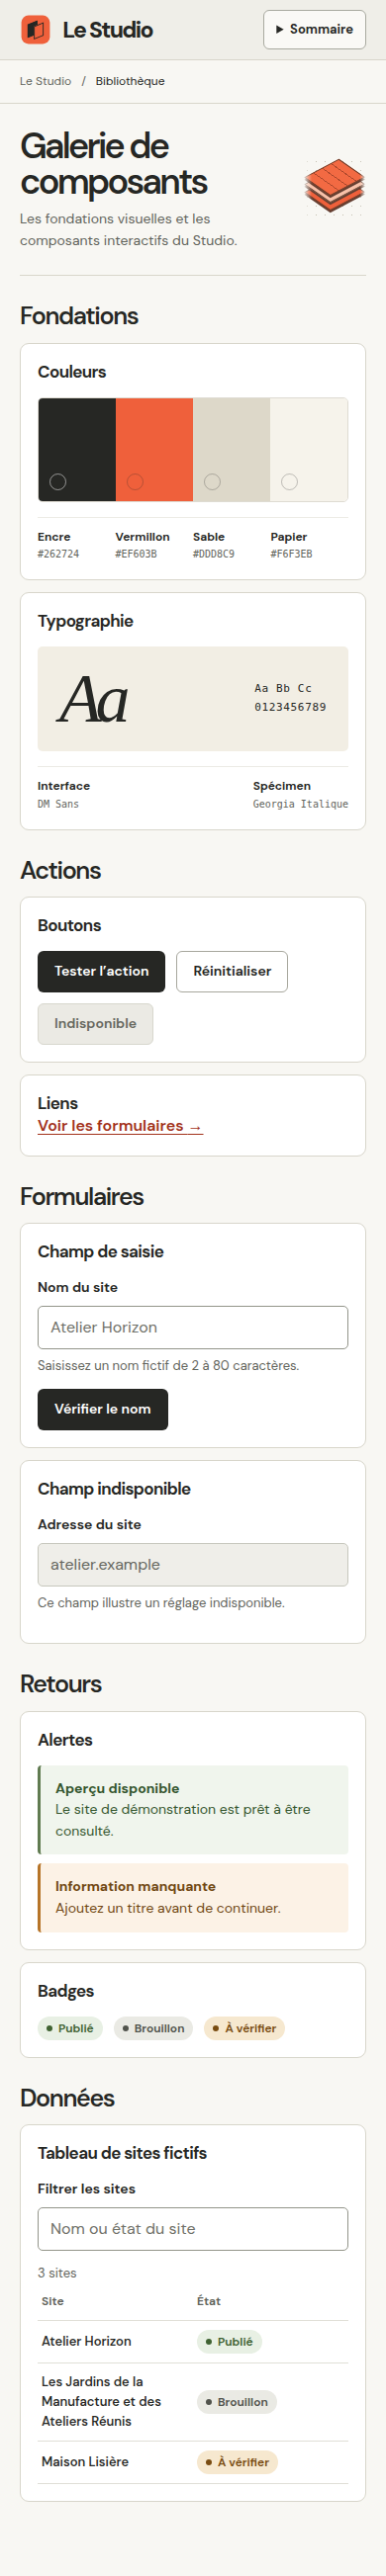 Le Studio
▶ Sommaire
Le Studio / Bibliothèque
Galerie de
composants
Les fondations visuelles et les
composants interactifs du Studio.
Fondations
Couleurs
Encre Vermillon Sable Papier
#262724 #EF603B #DDD8C9 #F6F3EB
Typographie
Aa
Aa Bb Cc
0123456789
Interface Spécimen
DM Sans Georgia Italique
Actions
Boutons
Tester l’action Réinitialiser
Indisponible
Liens
Voir les formulaires →
Formulaires
Champ de saisie
Nom du site
Atelier Horizon
Saisissez un nom fictif de 2 à 80 caractères.
Vérifier le nom
Champ indisponible
Adresse du site
atelier.example
Ce champ illustre un réglage indisponible.
Retours
Alertes
Aperçu disponible
Le site de démonstration est prêt à être
consulté.
Information manquante
Ajoutez un titre avant de continuer.
Badges
Publié Brouillon À vérifier
Données
Tableau de sites fictifs
Filtrer les sites
Nom ou état du site
3 sites
Site État
Atelier Horizon Publié
Les Jardins de la
Manufacture et des Brouillon
Ateliers Réunis
Maison Lisière À vérifier